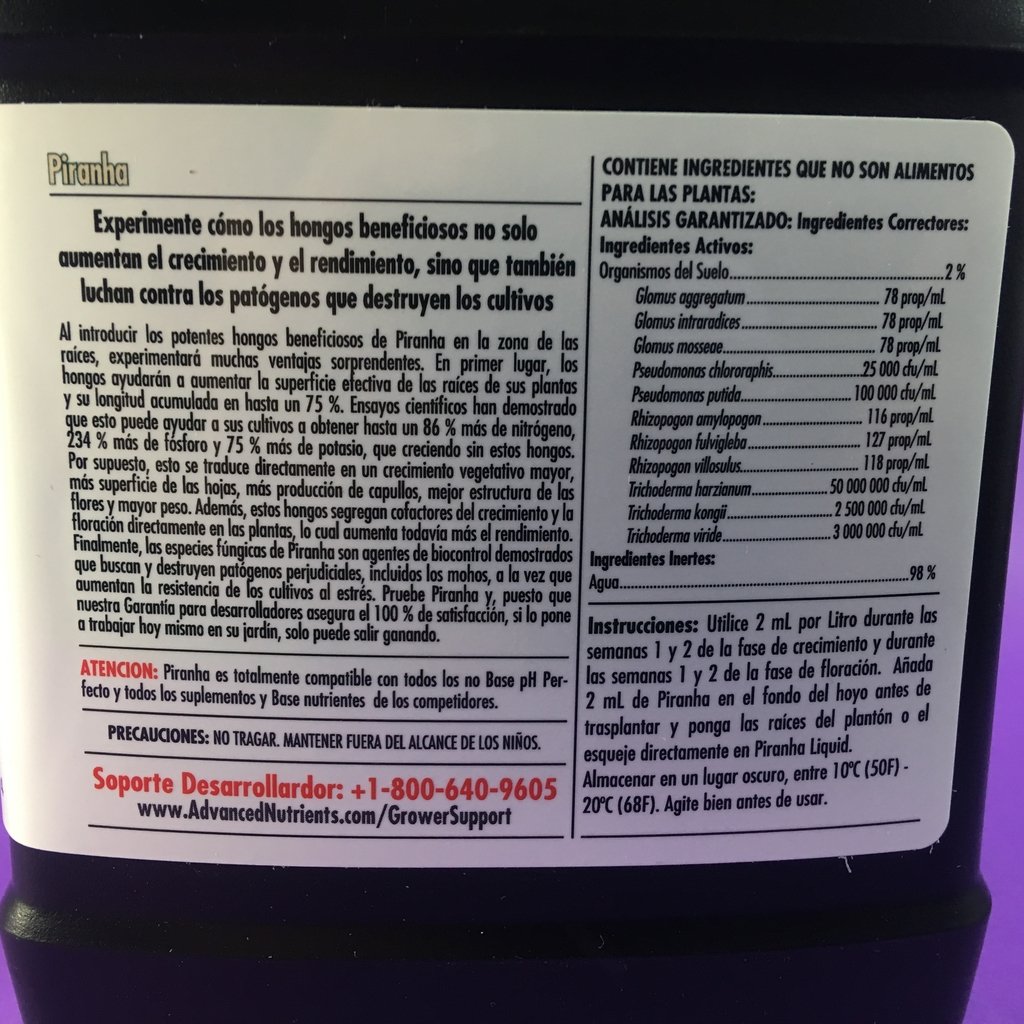 Piranha
Experimente cómo los hongos beneficiosos no solo
aumentan el crecimiento y el rendimiento, sino que también
luchan contra los patógenos que destruyen los cultivos
Al introducir los potentes hongos beneficiosos de Piranha en la zona de las
raíces, experimentará muchas ventajas sorprendentes. En primer lugar, los
hongos ayudarán a aumentar la superficie efectiva de las raíces de sus plantas
y su longitud acumulada en hasta un 75 %. Ensayos científicos han demostrado
que esto puede ayudar a sus cultivos a obtener hasta un 86 % más de nitrógeno,
234 % más de fósforo y 75 % más de potasio, que creciendo sin estos hongos.
Por supuesto, esto se traduce directamente en un crecimiento vegetativo mayor,
más superficie de las hojas, más producción de capullos, mejor estructura de las
flores y mayor peso. Además, estos hongos segregan cofactores del crecimiento y la
floración directamente en las plantas, lo cual aumenta todavía más el rendimiento.
Finalmente, las especies fúngicas de Piranha son agentes de biocontrol demostrados
que buscan y destruyen patógenos perjudiciales, incluidos los mohos, a la vez que
aumentan la resistencia de los cultivos al estrés. Pruebe Piranha y, puesto que
nuestra Garantía para desarrolladores asegura el 100 % de satisfacción, si lo pone
a trabajar hoy mismo en su jardín, solo puede salir ganando.
ATENCION: Piranha es totalmente compatible con todos los no Base pH Per-
fecto y todos los suplementos y Base nutrientes de los competidores.
PRECAUCIONES: NO TRAGAR. MANTENER FUERA DEL ALCANCE DE LOS NIÑOS.
Soporte Desarrollardor: +1-800-640-9605
www.AdvancedNutrients.com/GrowerSupport
CONTIENE INGREDIENTES QUE NO SON ALIMENTOS
PARA LAS PLANTAS:
ANÁLISIS GARANTIZADO: Ingredientes Correctores:
Ingredientes Activos:
Organismos del Suelo.......2 %
Glomus aggregatum....... 78 prop/mL
Glomus intraradices....... 78 prop/mL
Glomus mosseae....... 78 prop/mL
Pseudomonas chlororaphis.......25 000 cfu/mL
Pseudomonas putida....... 100 000 cfu/mL
Rhizopogon amylopogon....... 116 prop/mL
Rhizopogon fulvigleba....... 127 prop/mL
Rhizopogon villosulus....... 118 prop/mL
Trichoderma harzianum....... 50 000 000 cfu/mL
Trichoderma kongii....... 2 500 000 cfu/mL
Trichoderma viride....... 3 000 000 cfu/mL
Ingredientes Inertes:
Agua.......98 %
Instrucciones: Utilice 2 mL por Litro durante las
semanas 1 y 2 de la fase de crecimiento y durante
las semanas 1 y 2 de la fase de floración. Añada
2 mL de Piranha en el fondo del hoyo antes de
trasplantar y ponga las raíces del plantón o el
esqueje directamente en Piranha Liquid.
Almacenar en un lugar oscuro, entre 10ºC (50F) -
20ºC (68F). Agite bien antes de usar.